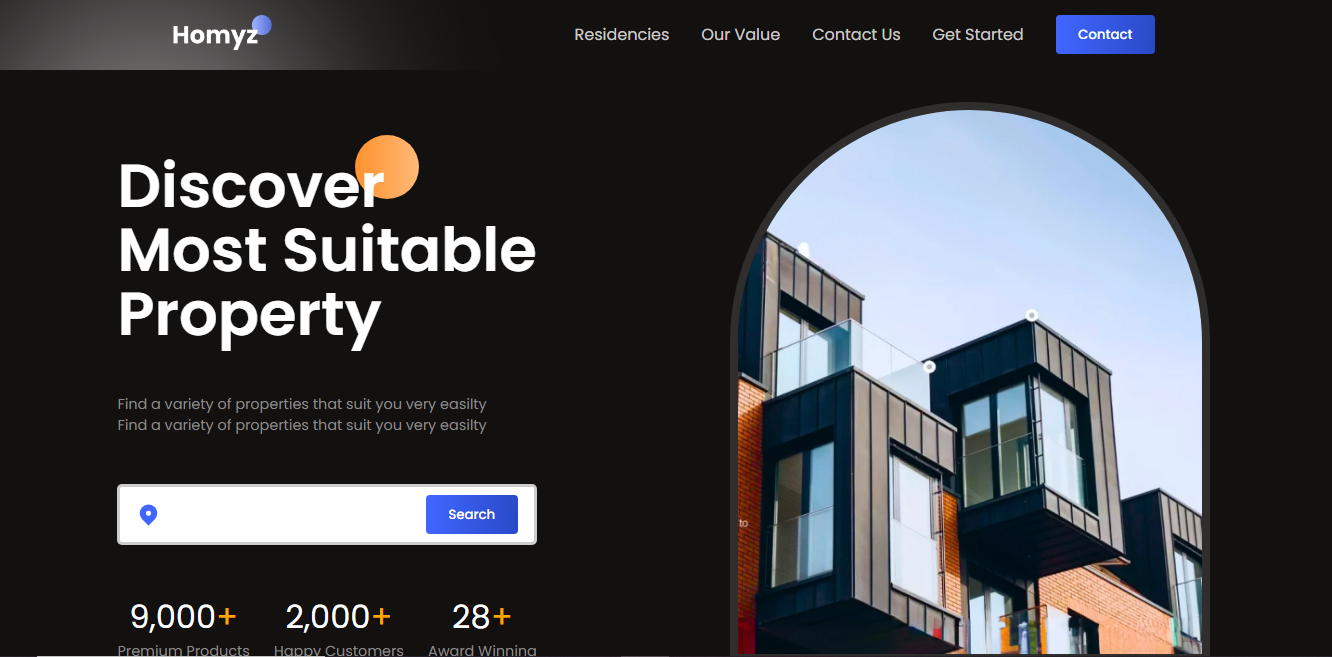 Homyz
Residencies Our Value Contact Us Get Started Contact
Discover
Most Suitable
Property
Find a variety of properties that suit you very easilty
Find a variety of properties that suit you very easilty
Search
to
9,000+ 2,000+ 28+
Premium Products Happy Customers Award Winning